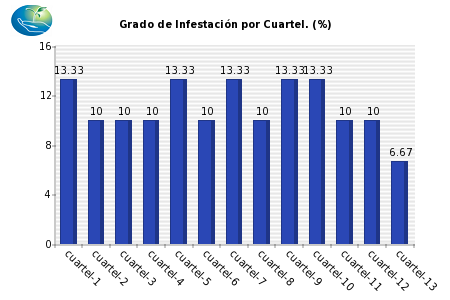 Grado de Infestación por Cuartel. (%)
16
12
8
4
0
13.33
10
10
10
13.33
10
13.33
10
13.33
13.33
10
10
6.67
cuartel-1
cuartel-2
cuartel-3
cuartel-4
cuartel-5
cuartel-6
cuartel-7
cuartel-8
cuartel-9
cuartel-10
cuartel-11
cuartel-12
cuartel-13